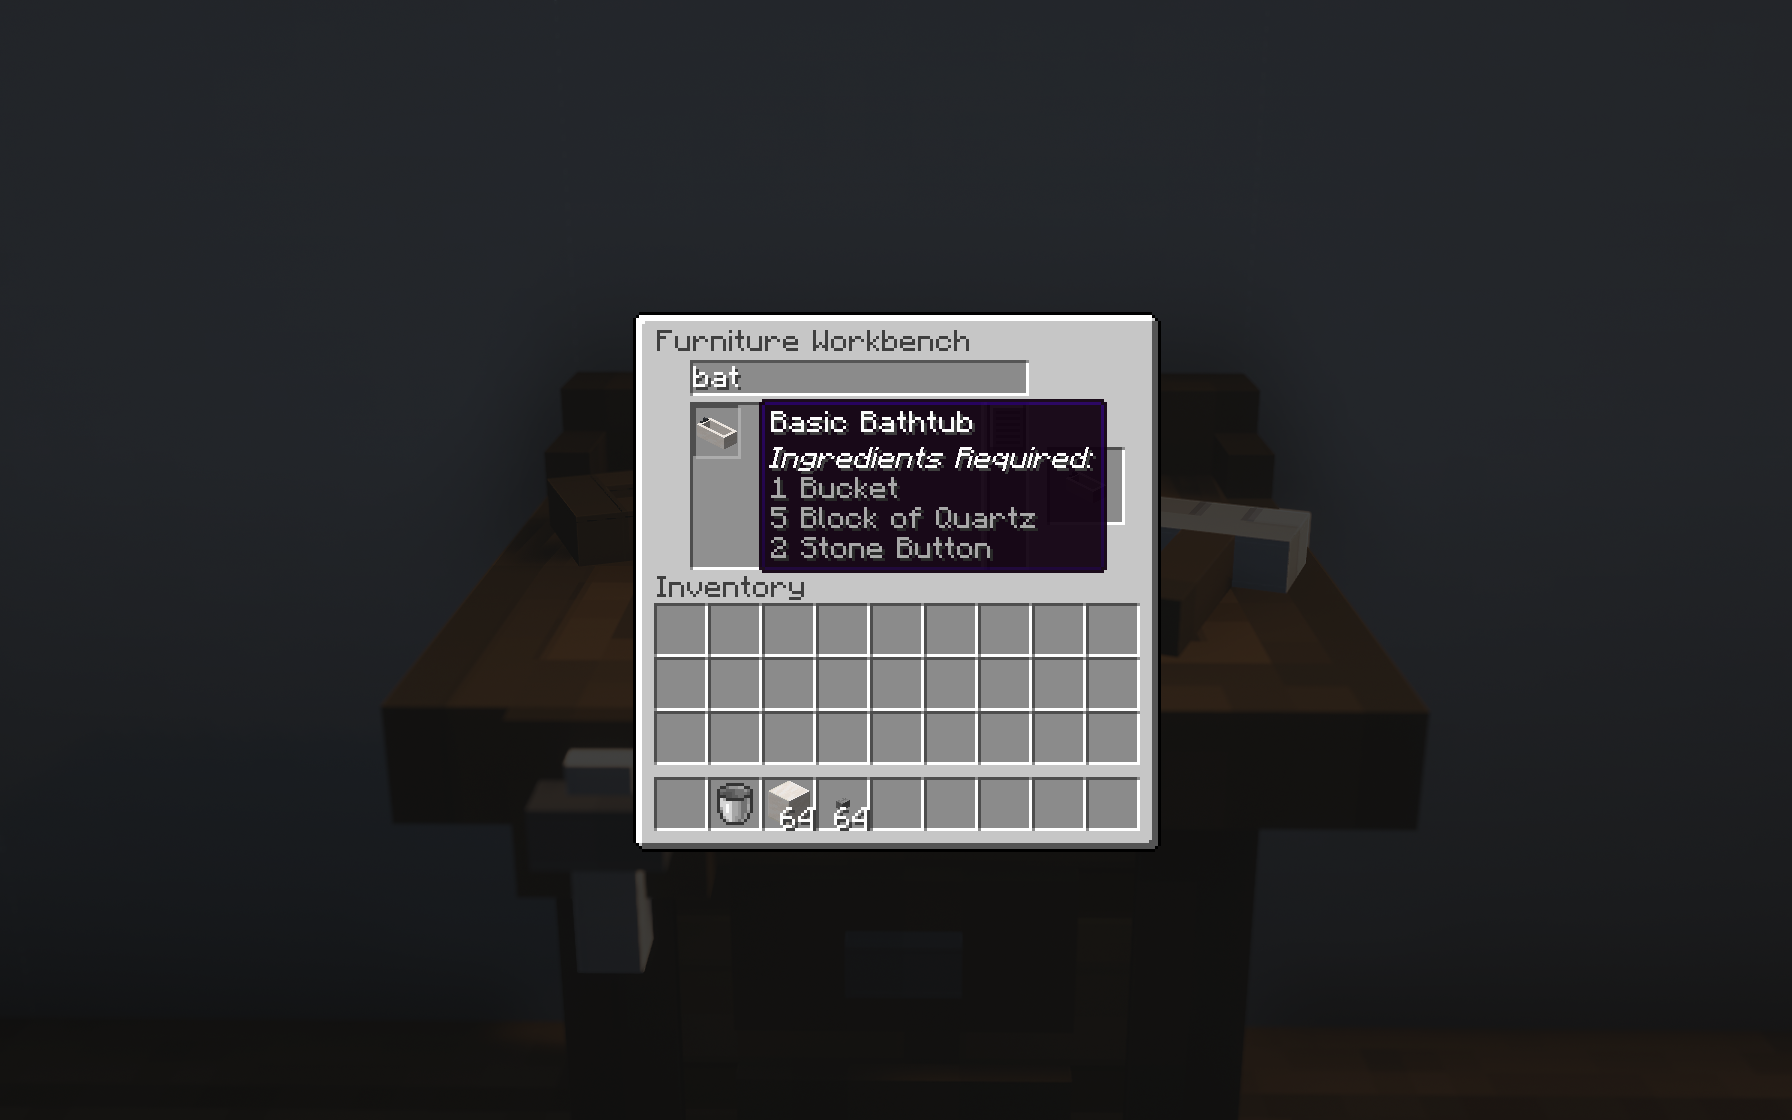 Furniture Workbench
bat
Basic Bathtub
Ingredients Required:
1 Bucket
5 Block of Quartz
2 Stone Button
Inventory
64 64